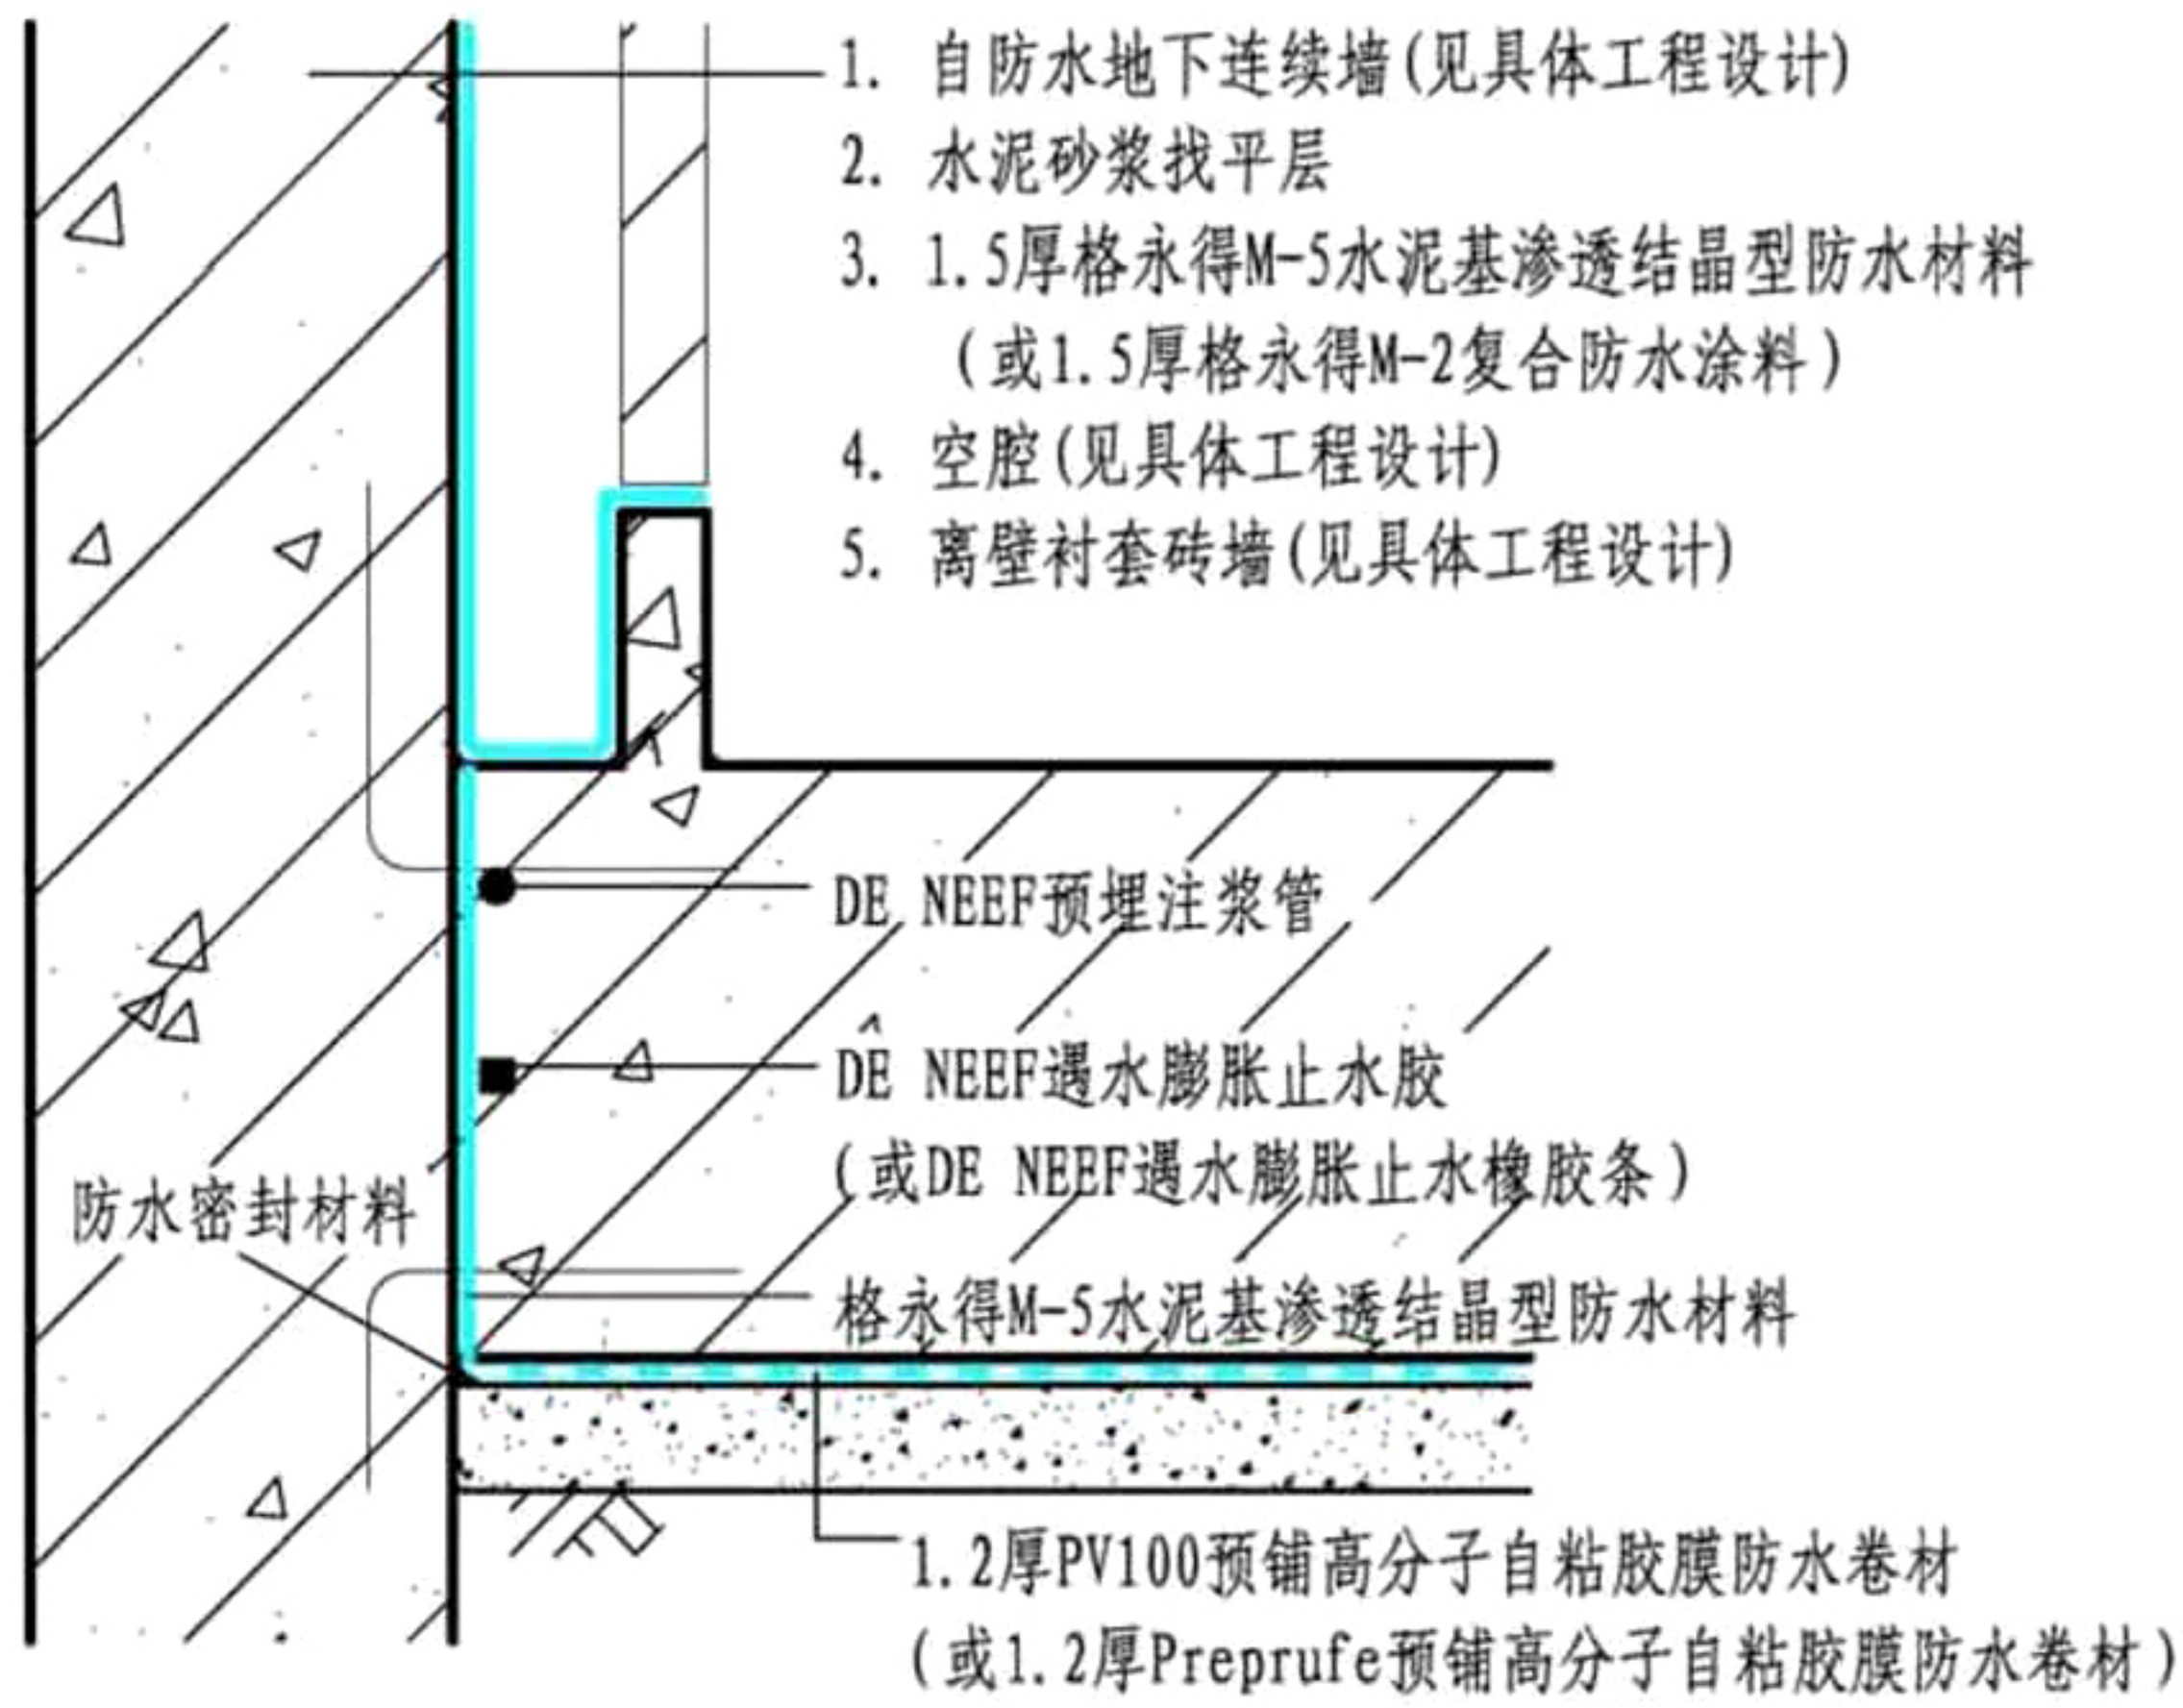 1. 自防水地下连续墙(见具体工程设计)
2. 水泥砂浆找平层
3. 1.5厚格永得M-5水泥基渗透结晶型防水材料
(或1.5厚格永得M-2复合防水涂料)
4. 空腔(见具体工程设计)
5. 离壁衬套砖墙(见具体工程设计)
DE NEEF预埋注浆管
DE NEEF遇水膨胀止水胶
(或DE NEEF遇水膨胀止水橡胶条)
防水密封材料
格永得M-5水泥基渗透结晶型防水材料
1.2厚PV100预铺高分子自粘胶膜防水卷材
(或1.2厚Preprufe预铺高分子自粘胶膜防水卷材)